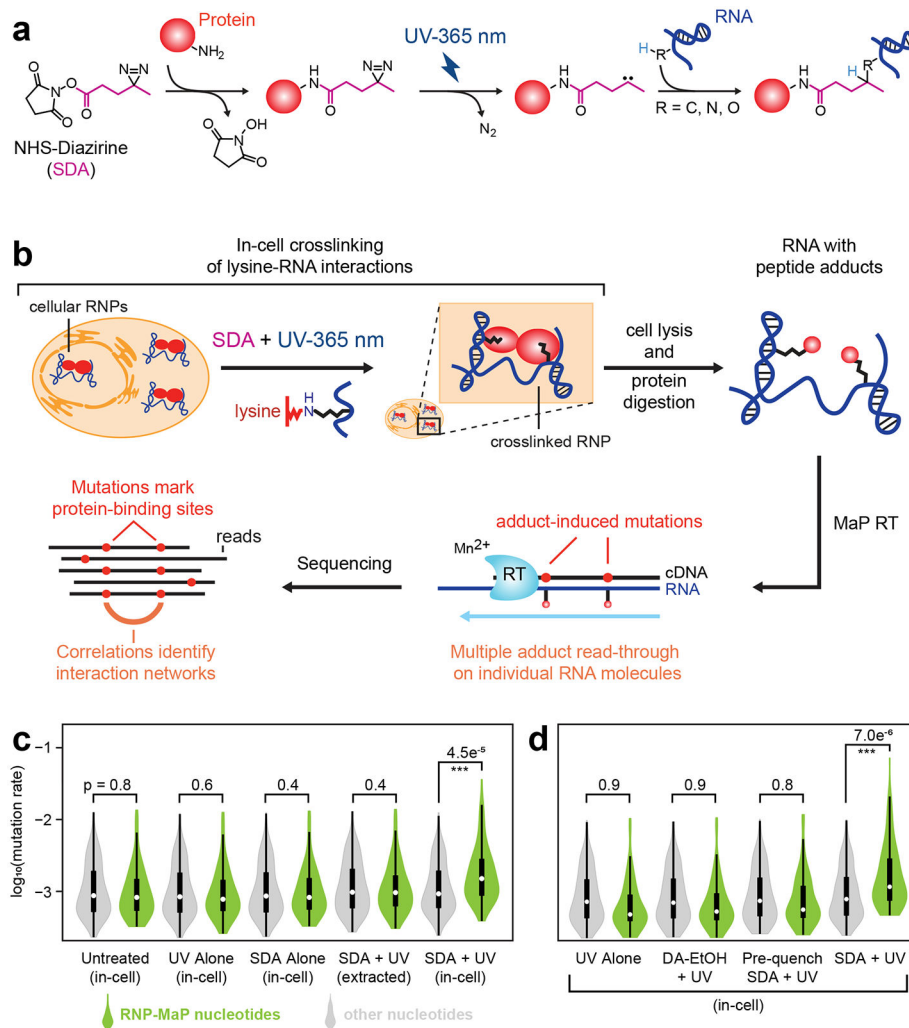 a
Protein
NH₂
N=N
O
N
O
O
O
NHS-Diazirine
(SDA)
OH
N
O
O
H
N
O
N=N
UV-365 nm
N₂
H
N
O
RNA
H
R
R = C, N, O
H
N
O
H
R
b
In-cell crosslinking
of lysine-RNA interactions
RNA with
peptide adducts
cellular RNPs
SDA + UV-365 nm
lysine
H
N
crosslinked RNP
cell lysis
and
protein
digestion
MaP RT
Mutations mark
protein-binding sites
reads
Sequencing
adduct-induced mutations
Mn²⁺
RT
cDNA
RNA
Correlations identify
interaction networks
Multiple adduct read-through
on individual RNA molecules
c
log₁₀(mutation rate)
−1
−2
−3
p = 0.8
0.6
0.4
0.4
4.5e⁻⁵
***
Untreated
(in-cell)
UV Alone
(in-cell)
SDA Alone
(in-cell)
SDA + UV
(extracted)
SDA + UV
(in-cell)
RNP-MaP nucleotides
other nucleotides
d
0.9
0.9
0.8
7.0e⁻⁶
***
UV Alone
DA-EtOH
+ UV
Pre-quench
SDA + UV
SDA + UV
(in-cell)